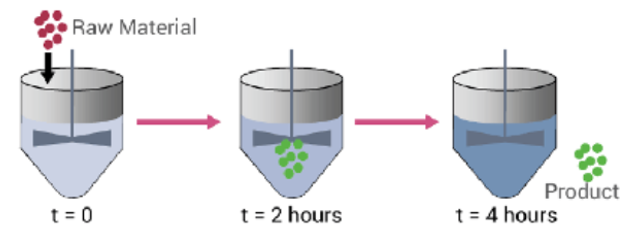 Raw Material
Product
t = 0
t = 2 hours
t = 4 hours